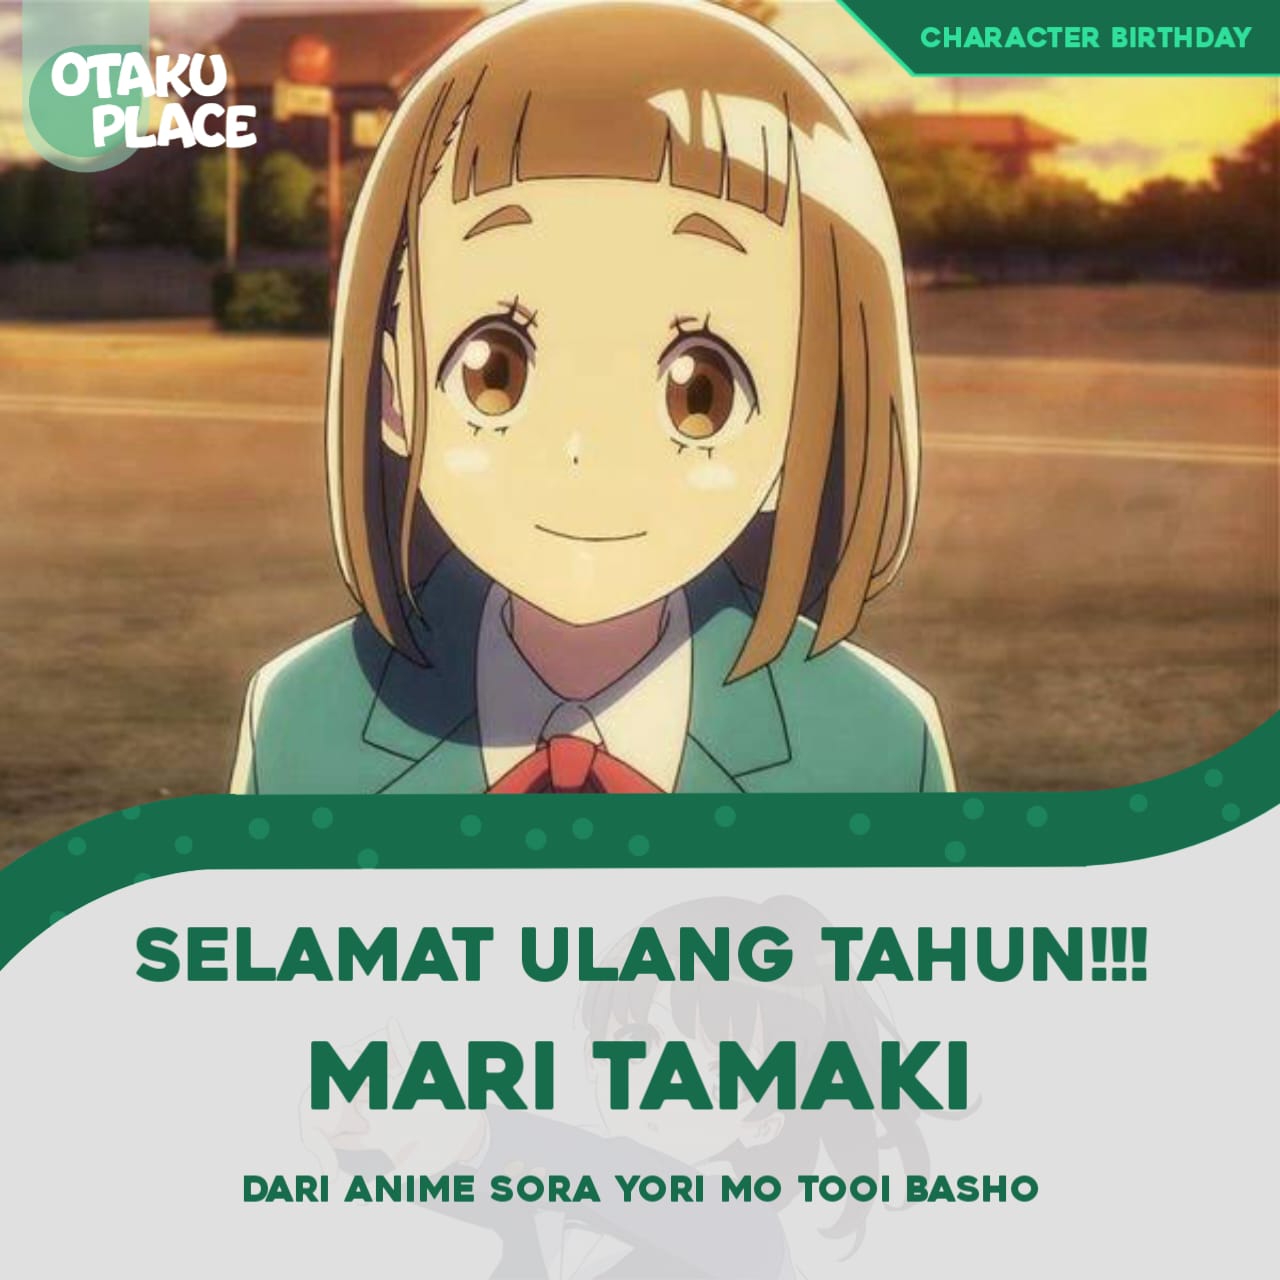 OTAKU
PLACE
CHARACTER BIRTHDAY
SELAMAT ULANG TAHUN!!!
MARI TAMAKI
DARI ANIME SORA YORI MO TOOI BASHO